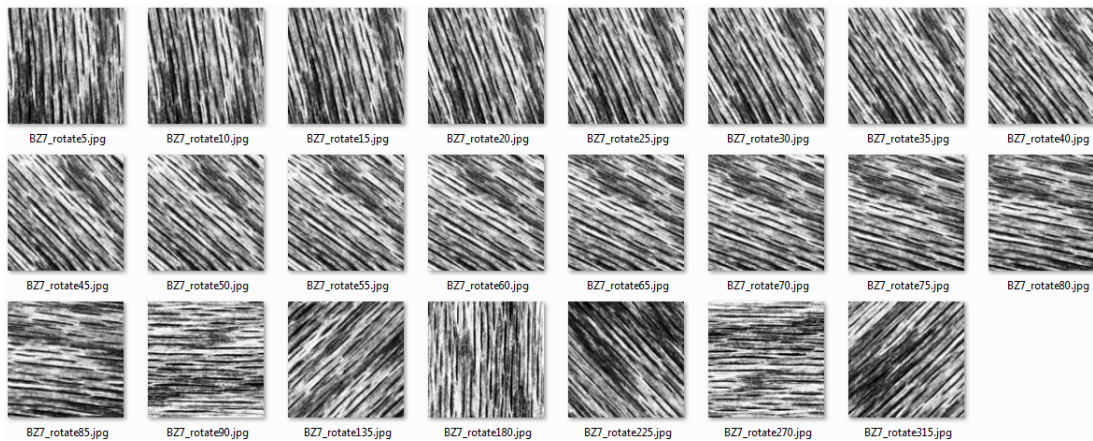 BZ7_rotate5.jpg BZ7_rotate10.jpg BZ7_rotate15.jpg BZ7_rotate20.jpg BZ7_rotate25.jpg BZ7_rotate30.jpg BZ7_rotate35.jpg BZ7_rotate40.jpg
BZ7_rotate45.jpg BZ7_rotate50.jpg BZ7_rotate55.jpg BZ7_rotate60.jpg BZ7_rotate65.jpg BZ7_rotate70.jpg BZ7_rotate75.jpg BZ7_rotate80.jpg
BZ7_rotate85.jpg BZ7_rotate90.jpg BZ7_rotate135.jpg BZ7_rotate180.jpg BZ7_rotate225.jpg BZ7_rotate270.jpg BZ7_rotate315.jpg